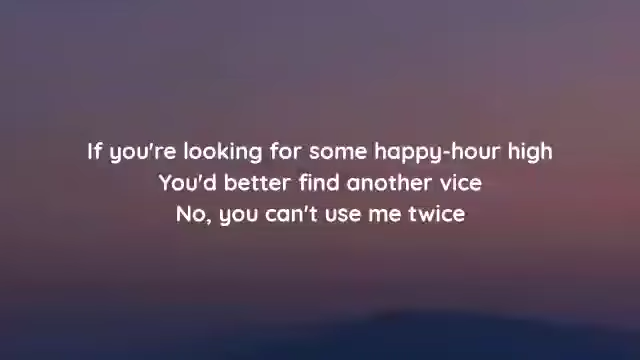 If you're looking for some happy-hour high
You'd better find another vice
No, you can't use me twice